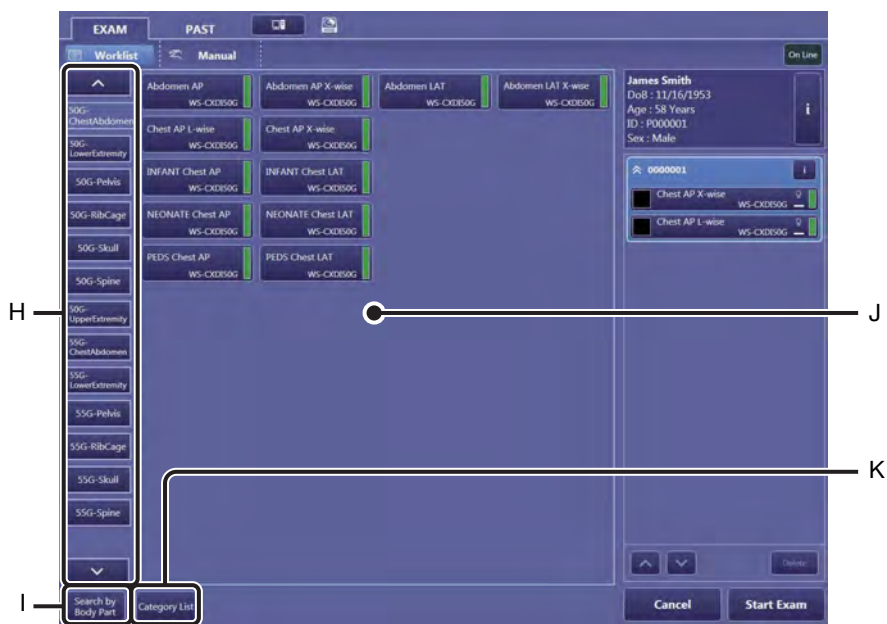 EXAM
PAST
Worklist
Manual
On Line
50G-
ChestAbdomen
50G-
LowerExtremity
50G-Pelvis
50G-RibCage
50G-Skull
50G-Spine
50G-
UpperExtremity
55G-
ChestAbdomen
55G-
LowerExtremity
55G-Pelvis
55G-RibCage
55G-Skull
55G-Spine
Abdomen AP
WS-CXDI50G
Abdomen AP X-wise
WS-CXDI50G
Abdomen LAT
WS-CXDI50G
Abdomen LAT X-wise
WS-CXDI50G
Chest AP L-wise
WS-CXDI50G
Chest AP X-wise
WS-CXDI50G
INFANT Chest AP
WS-CXDI50G
INFANT Chest LAT
WS-CXDI50G
NEONATE Chest AP
WS-CXDI50G
NEONATE Chest LAT
WS-CXDI50G
PEDS Chest AP
WS-CXDI50G
PEDS Chest LAT
WS-CXDI50G
James Smith
DoB : 11/16/1953
Age : 58 Years
ID : P000001
Sex : Male
i
0000001
i
Chest AP X-wise
WS-CXDI50G
Chest AP L-wise
WS-CXDI50G
Delete
Search by
Body Part
Category List
Cancel
Start Exam
H
I
J
K